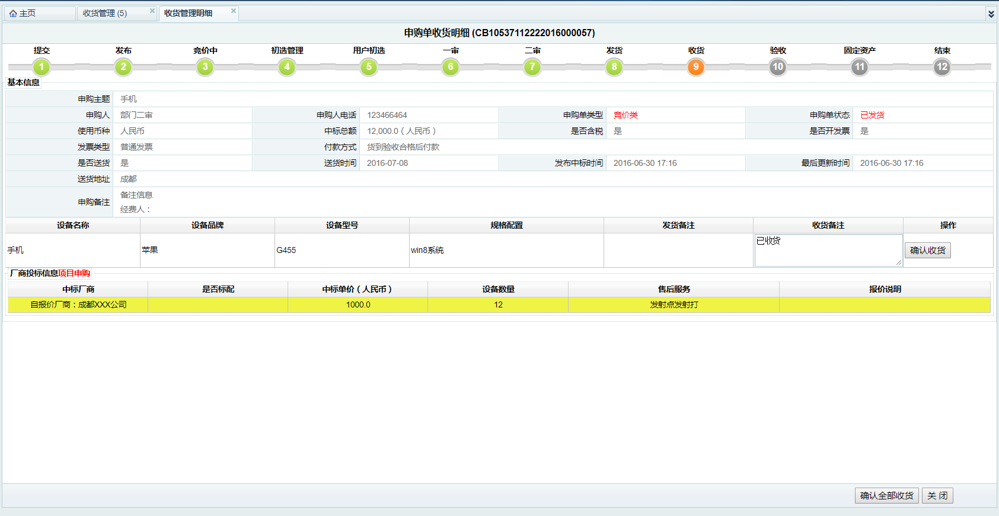 主页 收货管理 (5) 收货管理明细
申购单收货明细 (CB10537112222016000057)
提交 发布 竞价中 初选管理 用户初选 一审 二审 发货 收货 验收 固定资产 结束
1 2 3 4 5 6 7 8 9 10 11 12
基本信息
申购主题 手机
申购人 部门二审 申购人电话 123466464 申购单类型 竞价类 申购单状态 已发货
使用币种 人民币 中标总额 12,000.0（人民币） 是否含税 是 是否开发票 是
发票类型 普通发票 付款方式 货到验收合格后付款
是否送货 是 送货时间 2016-07-08 发布中标时间 2016-06-30 17:16 最后更新时间 2016-06-30 17:16
送货地址 成都
申购备注 备注信息
经费人：
设备名称 设备品牌 设备型号 规格配置 发货备注 收货备注 操作
手机 苹果 G455 win8系统 已收货 确认收货
厂商投标信息项目申购
中标厂商 是否标配 中标单价（人民币） 设备数量 售后服务 报价说明
自报价厂商：成都XXX公司 1000.0 12 发射点发射打
确认全部收货 关 闭